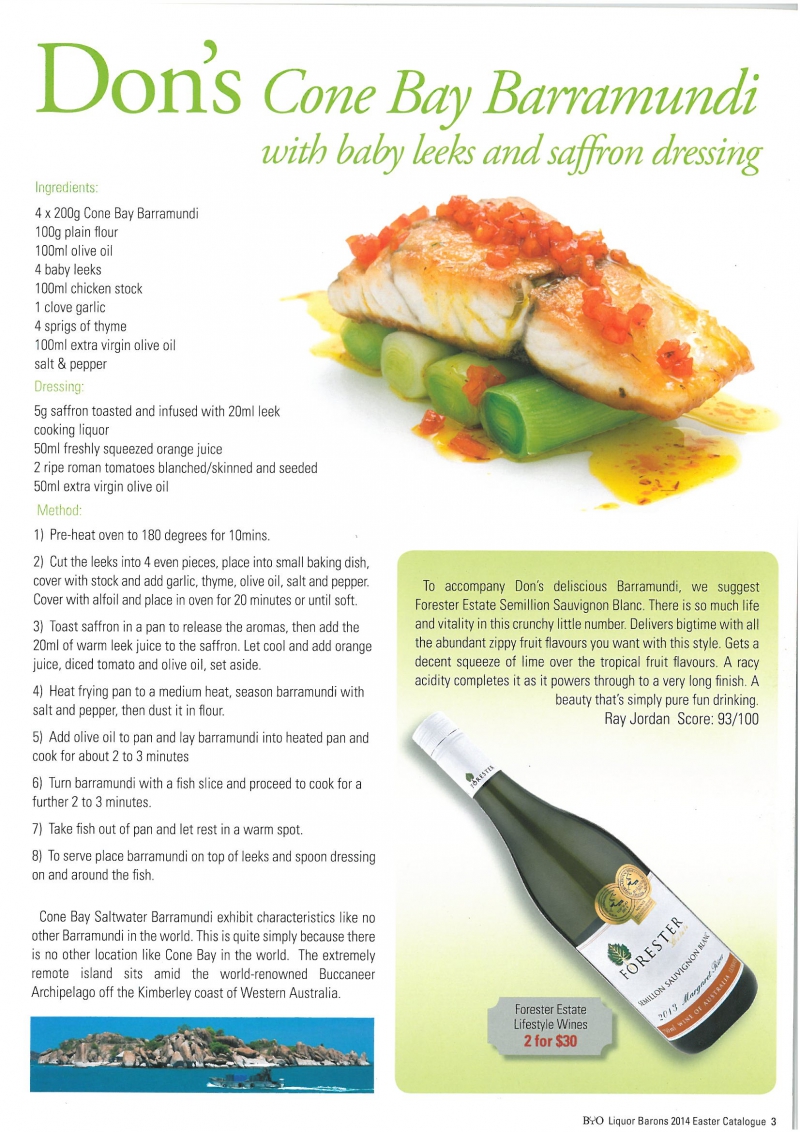 Don's Cone Bay Barramundi
with baby leeks and saffron dressing
Ingredients:
4 x 200g Cone Bay Barramundi
100g plain flour
100ml olive oil
4 baby leeks
100ml chicken stock
1 clove garlic
4 sprigs of thyme
100ml extra virgin olive oil
salt & pepper
Dressing:
5g saffron toasted and infused with 20ml leek
cooking liquor
50ml freshly squeezed orange juice
2 ripe roman tomatoes blanched/skinned and seeded
50ml extra virgin olive oil
Method:
1) Pre-heat oven to 180 degrees for 10mins.
2) Cut the leeks into 4 even pieces, place into small baking dish,
cover with stock and add garlic, thyme, olive oil, salt and pepper.
Cover with alfoil and place in oven for 20 minutes or until soft.
3) Toast saffron in a pan to release the aromas, then add the
20ml of warm leek juice to the saffron. Let cool and add orange
juice, diced tomato and olive oil, set aside.
4) Heat frying pan to a medium heat, season barramundi with
salt and pepper, then dust it in flour.
5) Add olive oil to pan and lay barramundi into heated pan and
cook for about 2 to 3 minutes
6) Turn barramundi with a fish slice and proceed to cook for a
further 2 to 3 minutes.
7) Take fish out of pan and let rest in a warm spot.
8) To serve place barramundi on top of leeks and spoon dressing
on and around the fish.
Cone Bay Saltwater Barramundi exhibit characteristics like no
other Barramundi in the world. This is quite simply because there
is no other location like Cone Bay in the world. The extremely
remote island sits amid the world-renowned Buccaneer
Archipelago off the Kimberley coast of Western Australia.
To accompany Don's deliscious Barramundi, we suggest
Forester Estate Semillion Sauvignon Blanc. There is so much life
and vitality in this crunchy little number. Delivers bigtime with all
the abundant zippy fruit flavours you want with this style. Gets a
decent squeeze of lime over the tropical fruit flavours. A racy
acidity completes it as it powers through to a very long finish. A
beauty that's simply pure fun drinking.
Ray Jordan Score: 93/100
FORESTER
FORESTER
SEMILLON SAUVIGNON BLANC
2013 Margaret River
WINE OF AUSTRALIA
Forester Estate
Lifestyle Wines
2 for $30
BYO Liquor Barons 2014 Easter Catalogue 3